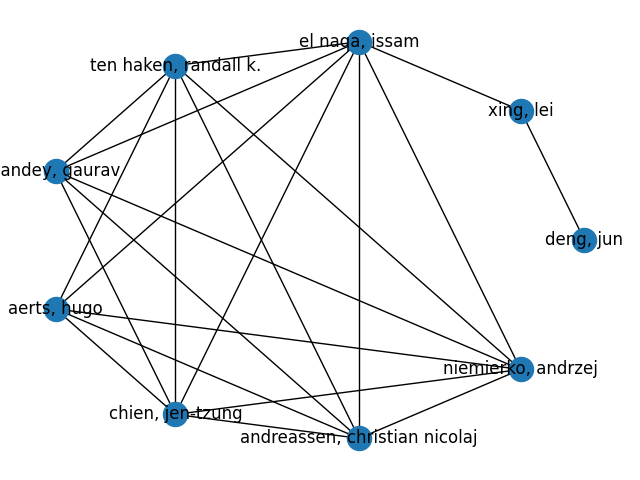 el naga, issam
ten haken, randall k.
xing, lei
andey, gaurav
deng, jun
aerts, hugo
niemierko, andrzej
chien, jen-tzung
andreassen, christian nicolaj